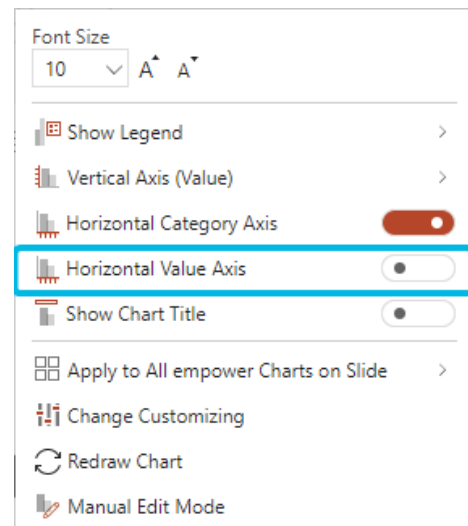 Font Size
10 A A
Show Legend
Vertical Axis (Value)
Horizontal Category Axis
Horizontal Value Axis
Show Chart Title
Apply to All empower Charts on Slide
Change Customizing
Redraw Chart
Manual Edit Mode